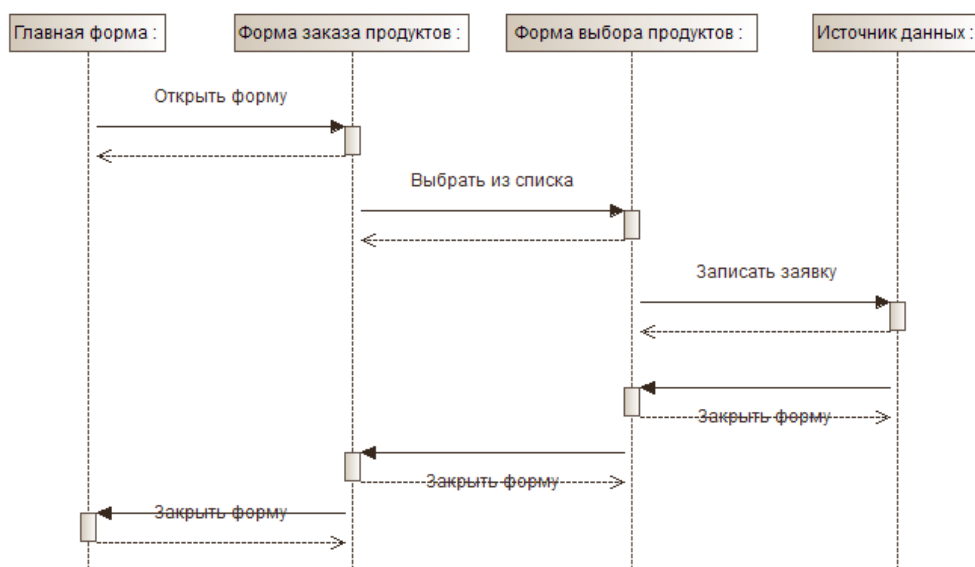 Главная форма :
Форма заказа продуктов :
Форма выбора продуктов :
Источник данных :
Открыть форму
Выбрать из списка
Записать заявку
Закрыть форму
Закрыть форму
Закрыть форму